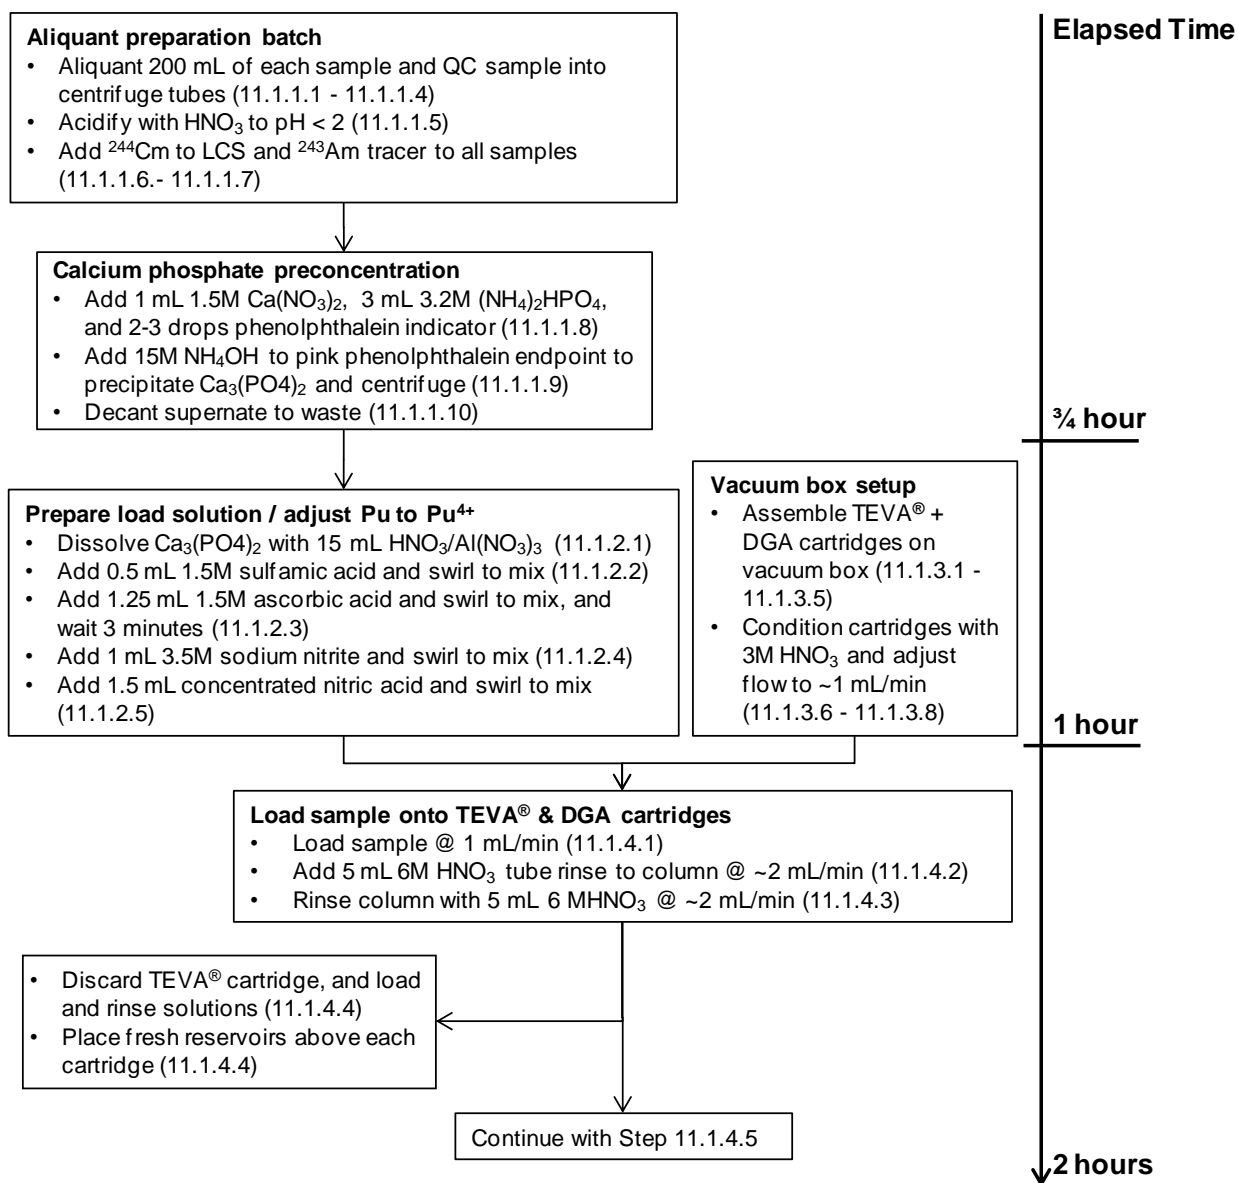 Elapsed Time
Aliquant preparation batch
• Aliquant 200 mL of each sample and QC sample into
centrifuge tubes (11.1.1.1 - 11.1.1.4)
• Acidify with HNO₃ to pH < 2 (11.1.1.5)
• Add ²⁴⁴Cm to LCS and ²⁴³Am tracer to all samples
(11.1.1.6.- 11.1.1.7)
Calcium phosphate preconcentration
• Add 1 mL 1.5M Ca(NO₃)₂, 3 mL 3.2M (NH₄)₂HPO₄,
and 2-3 drops phenolphthalein indicator (11.1.1.8)
• Add 15M NH₄OH to pink phenolphthalein endpoint to
precipitate Ca₃(PO4)₂ and centrifuge (11.1.1.9)
• Decant supernate to waste (11.1.1.10)
¾ hour
Prepare load solution / adjust Pu to Pu⁴⁺
• Dissolve Ca₃(PO4)₂ with 15 mL HNO₃/Al(NO₃)₃ (11.1.2.1)
• Add 0.5 mL 1.5M sulfamic acid and swirl to mix (11.1.2.2)
• Add 1.25 mL 1.5M ascorbic acid and swirl to mix, and
wait 3 minutes (11.1.2.3)
• Add 1 mL 3.5M sodium nitrite and swirl to mix (11.1.2.4)
• Add 1.5 mL concentrated nitric acid and swirl to mix
(11.1.2.5)
Vacuum box setup
• Assemble TEVA® +
DGA cartridges on
vacuum box (11.1.3.1 -
11.1.3.5)
• Condition cartridges with
3M HNO₃ and adjust
flow to ~1 mL/min
(11.1.3.6 - 11.1.3.8)
1 hour
Load sample onto TEVA® & DGA cartridges
• Load sample @ 1 mL/min (11.1.4.1)
• Add 5 mL 6M HNO₃ tube rinse to column @ ~2 mL/min (11.1.4.2)
• Rinse column with 5 mL 6 MHNO₃ @ ~2 mL/min (11.1.4.3)
• Discard TEVA® cartridge, and load
and rinse solutions (11.1.4.4)
• Place fresh reservoirs above each
cartridge (11.1.4.4)
Continue with Step 11.1.4.5
2 hours